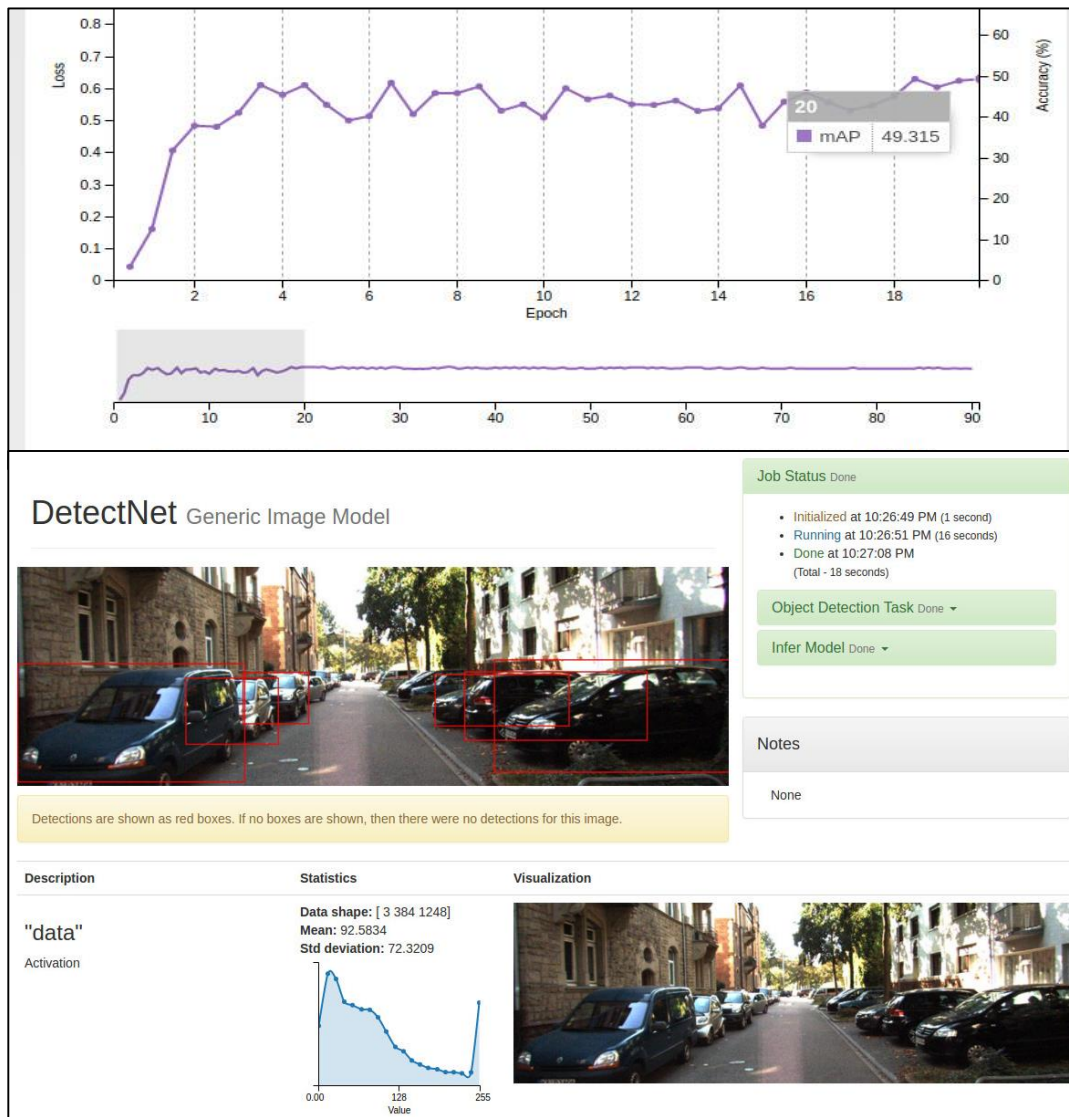 0.8
0.7
0.6
0.5
0.4
0.3
0.2
0.1
0
Loss
60
50
40
30
20
10
0
Accuracy (%)
20
mAP 49.315
2 4 6 8 10 12 14 16 18
Epoch
0 10 20 30 40 50 60 70 80 90
DetectNet Generic Image Model
Job Status Done
Initialized at 10:26:49 PM (1 second)
Running at 10:26:51 PM (16 seconds)
Done at 10:27:08 PM
(Total - 18 seconds)
Object Detection Task Done
Infer Model Done
Notes
None
Detections are shown as red boxes. If no boxes are shown, then there were no detections for this image.
Description Statistics Visualization
"data"
Activation
Data shape: [ 3 384 1248]
Mean: 92.5834
Std deviation: 72.3209
0.00 128 255
Value